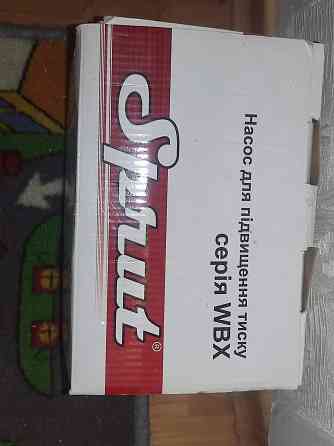 Sprut®
Насос для підвищення тиску
серія WBX